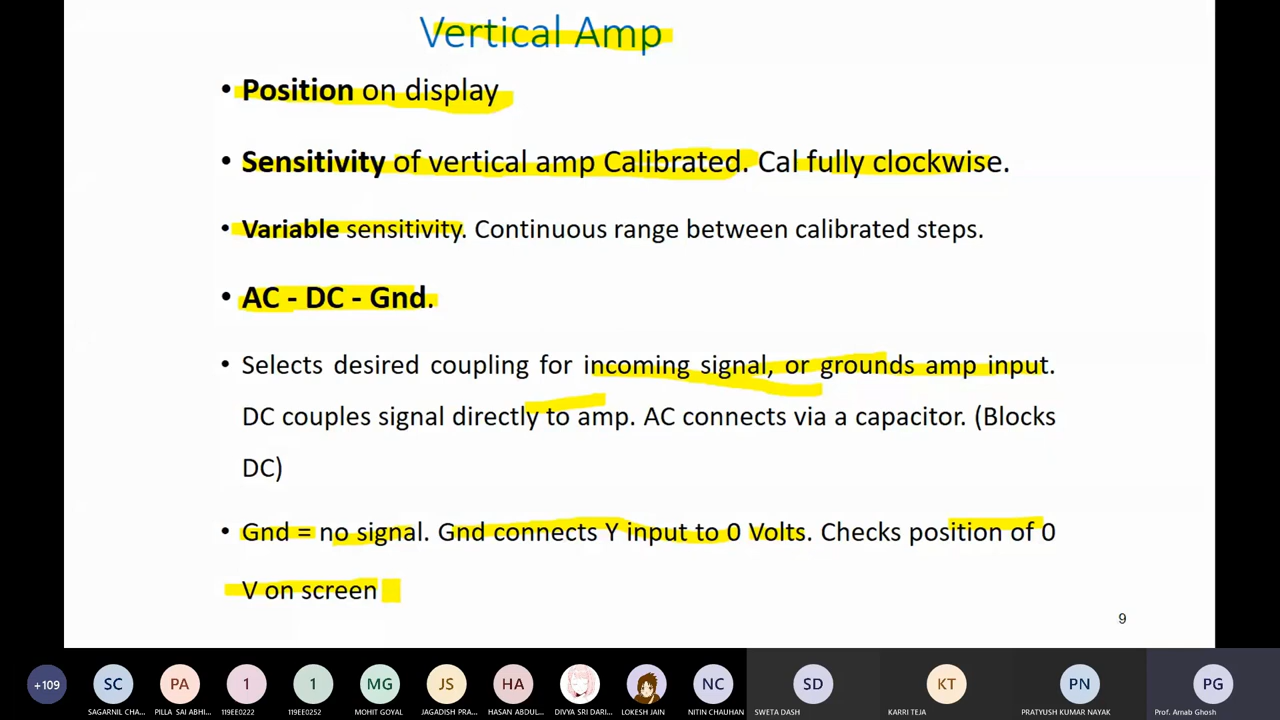 Vertical Amp
• Position on display
• Sensitivity of vertical amp Calibrated. Cal fully clockwise.
• Variable sensitivity. Continuous range between calibrated steps.
• AC - DC - Gnd.
• Selects desired coupling for incoming signal, or grounds amp input.
DC couples signal directly to amp. AC connects via a capacitor. (Blocks
DC)
• Gnd = no signal. Gnd connects Y input to 0 Volts. Checks position of 0
V on screen
9
+109 SC PA 1 1 MG JS HA NC SD KT PN PG
SAGARNIL CHA... PILLA SAI ABHI... 119EE0222 119EE0252 MOHIT GOYAL JAGADISH PRA... HASAN ABDUL... DIVYA SRI DARI... LOKESH JAIN NITIN CHAUHAN SWETA DASH KARRI TEJA PRATYUSH KUMAR NAYAK Prof. Arnab Ghosh